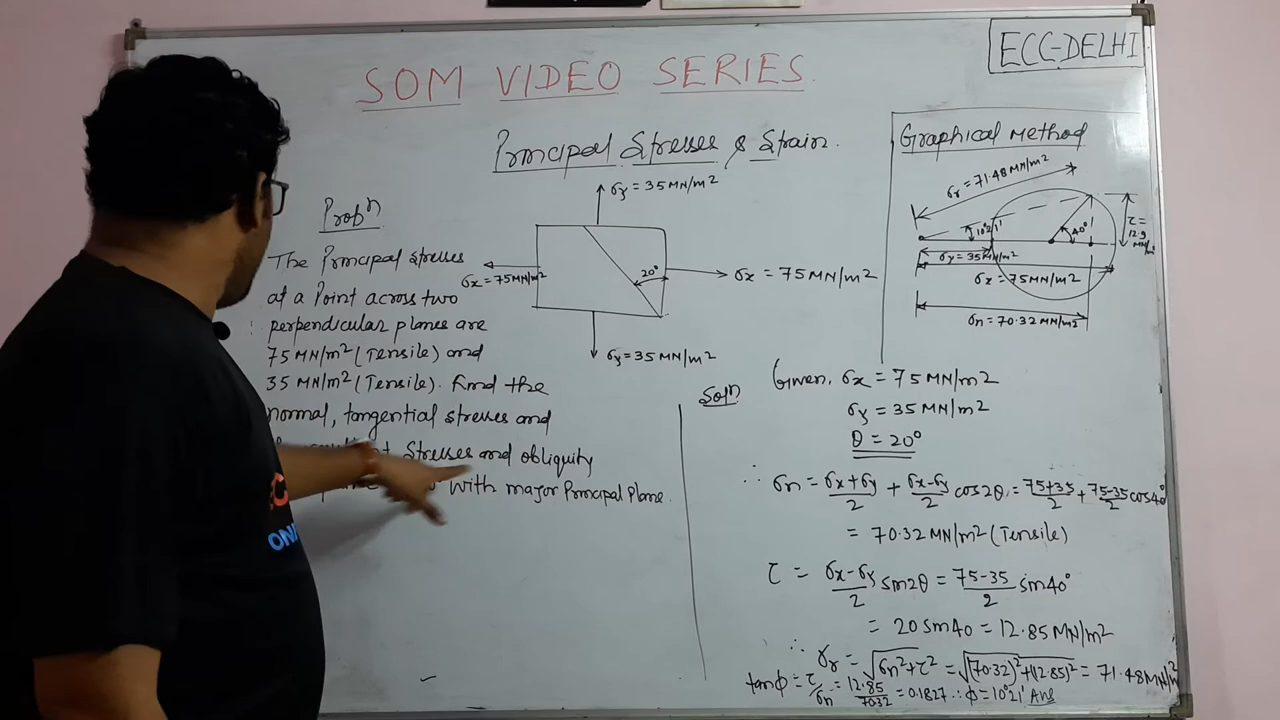 ECC-DELHI
SOM VIDEO SERIES.
Principal Stresses & Strain.
Probⁿ
The Principal stresses
at a Point across two
perpendicular planes are
75 MN/m² (Tensile) and
35 MN/m² (Tensile). Find the
normal, tangential stresses and
stresses and obliquity
with major Principal Plane.
σy = 35 MN/m²
σx = 75 MN/m²
20°
σx = 75 MN/m²
σy = 35 MN/m²
Graphical Method
σr = 71.48 MN/m²
10°21'
40°
τ =
12.9
MN/
σy = 35 MN/m²
σx = 75 MN/m²
σn = 70.32 MN/m²
Solⁿ
Given, σx = 75 MN/m²
σy = 35 MN/m²
θ = 20°
∴ σn = σx+σy/2 + σx-σy/2 cos2θ = 75+35/2 + 75-35/2 cos40°
= 70.32 MN/m² (Tensile)
τ = σx-σy/2 sin2θ = 75-35/2 sin40°
= 20 sin40 = 12.85 MN/m²
∴ σr = √σn²+τ² = √(70.32)²+(12.85)² = 71.48 MN/m²
tanφ = τ/σn = 12.85/70.32 = 0.1827 ∴ φ = 10°21' Ans
ON